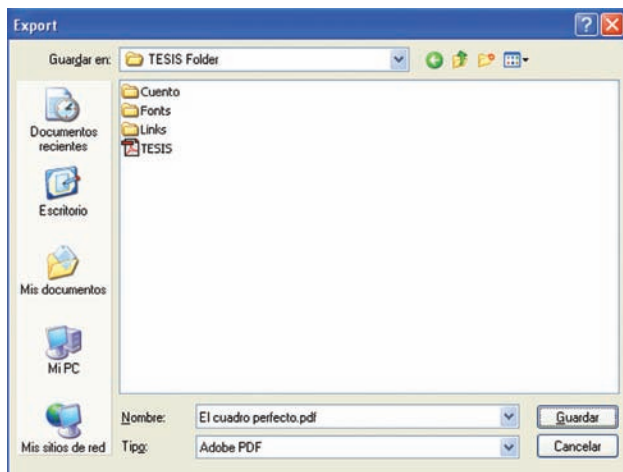 Export
Guardar en:
TESIS Folder
Documentos
recientes
Escritorio
Mis documentos
Mi PC
Mis sitios de red
Cuento
Fonts
Links
TESIS
Nombre:
El cuadro perfecto.pdf
Guardar
Tipo:
Adobe PDF
Cancelar